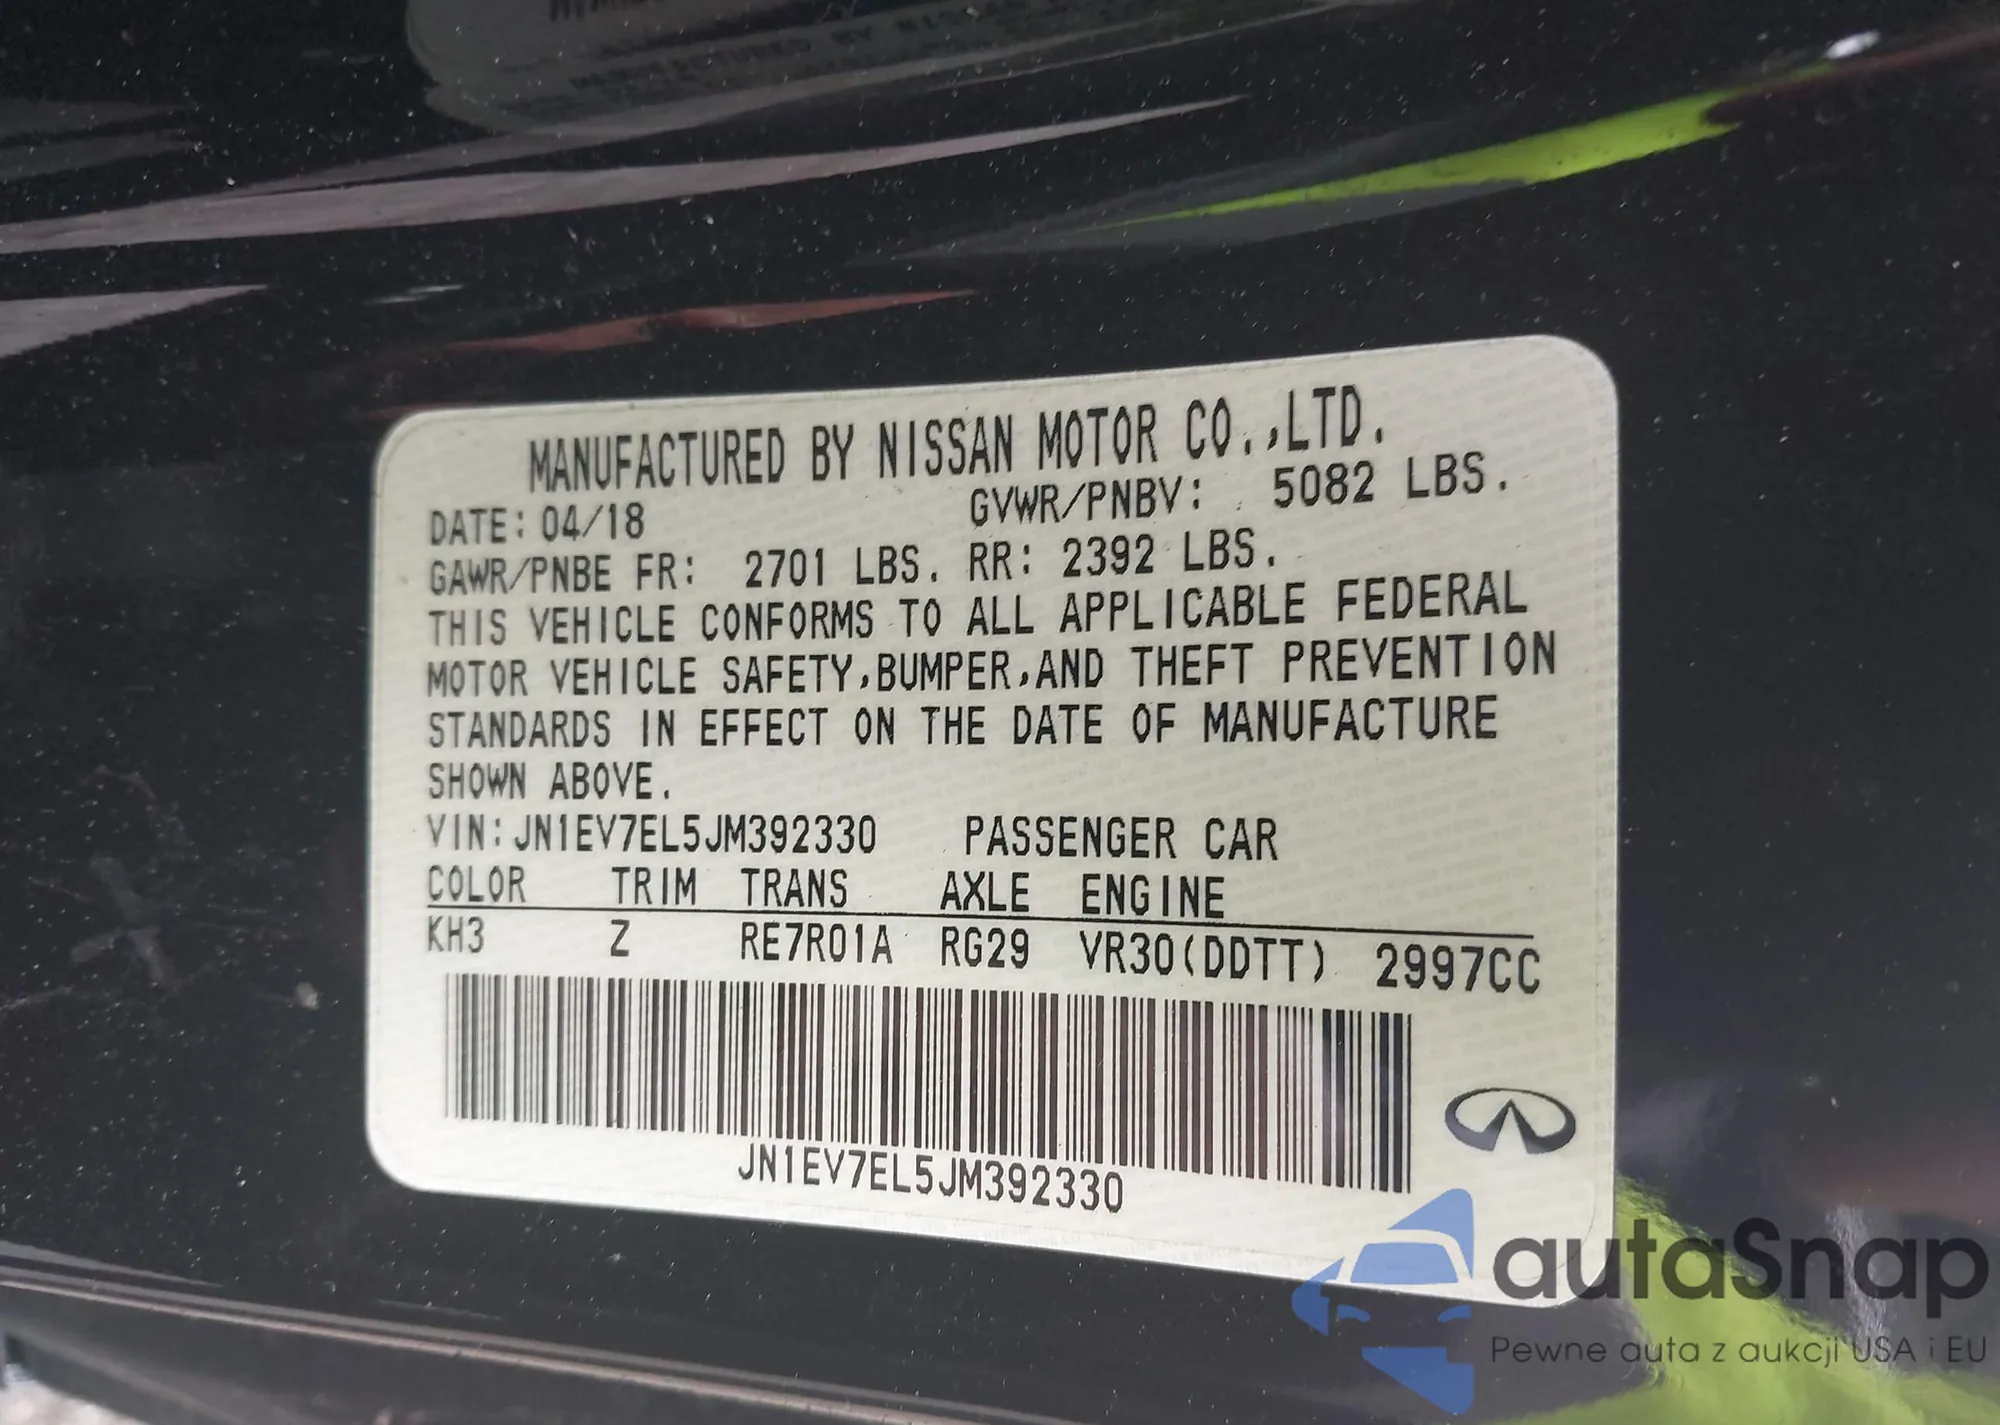 MANUFACTURED BY NISSAN MOTOR CO.,LTD.
DATE: 04/18 GVWR/PNBV: 5082 LBS.
GAWR/PNBE FR: 2701 LBS. RR: 2392 LBS.
THIS VEHICLE CONFORMS TO ALL APPLICABLE FEDERAL
MOTOR VEHICLE SAFETY,BUMPER,AND THEFT PREVENTION
STANDARDS IN EFFECT ON THE DATE OF MANUFACTURE
SHOWN ABOVE.
VIN: JN1EV7EL5JM392330 PASSENGER CAR
COLOR TRIM TRANS AXLE ENGINE
KH3 Z RE7R01A RG29 VR30(DDTT) 2997CC
JN1EV7EL5JM392330
autaSnap
Pewne auta z aukcji USA i EU